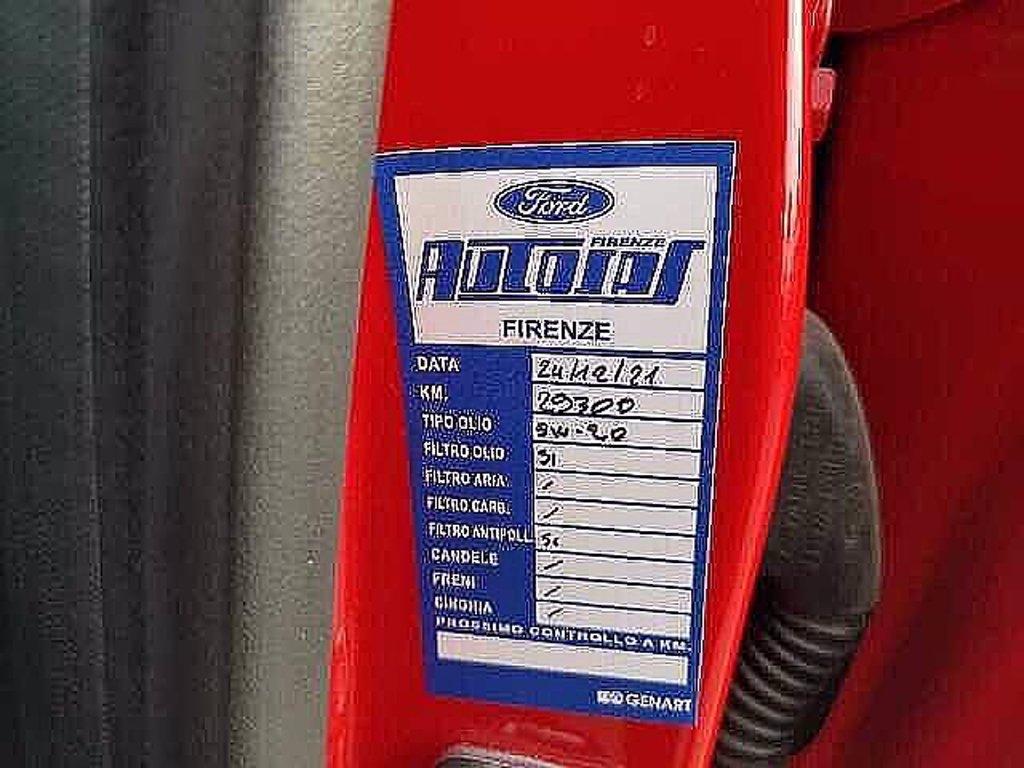 Ford
FIRENZE
AUTOIPS
FIRENZE
DATA 24/12/21
KM. 29300
TIPO OLIO 0W-20
FILTRO OLIO SI
FILTRO ARIA /
FILTRO CARB. /
FILTRO ANTIPOLL. SI
CANDELE /
FRENI /
CINGHIA /
PROSSIMO CONTROLLO A KM.
GENART